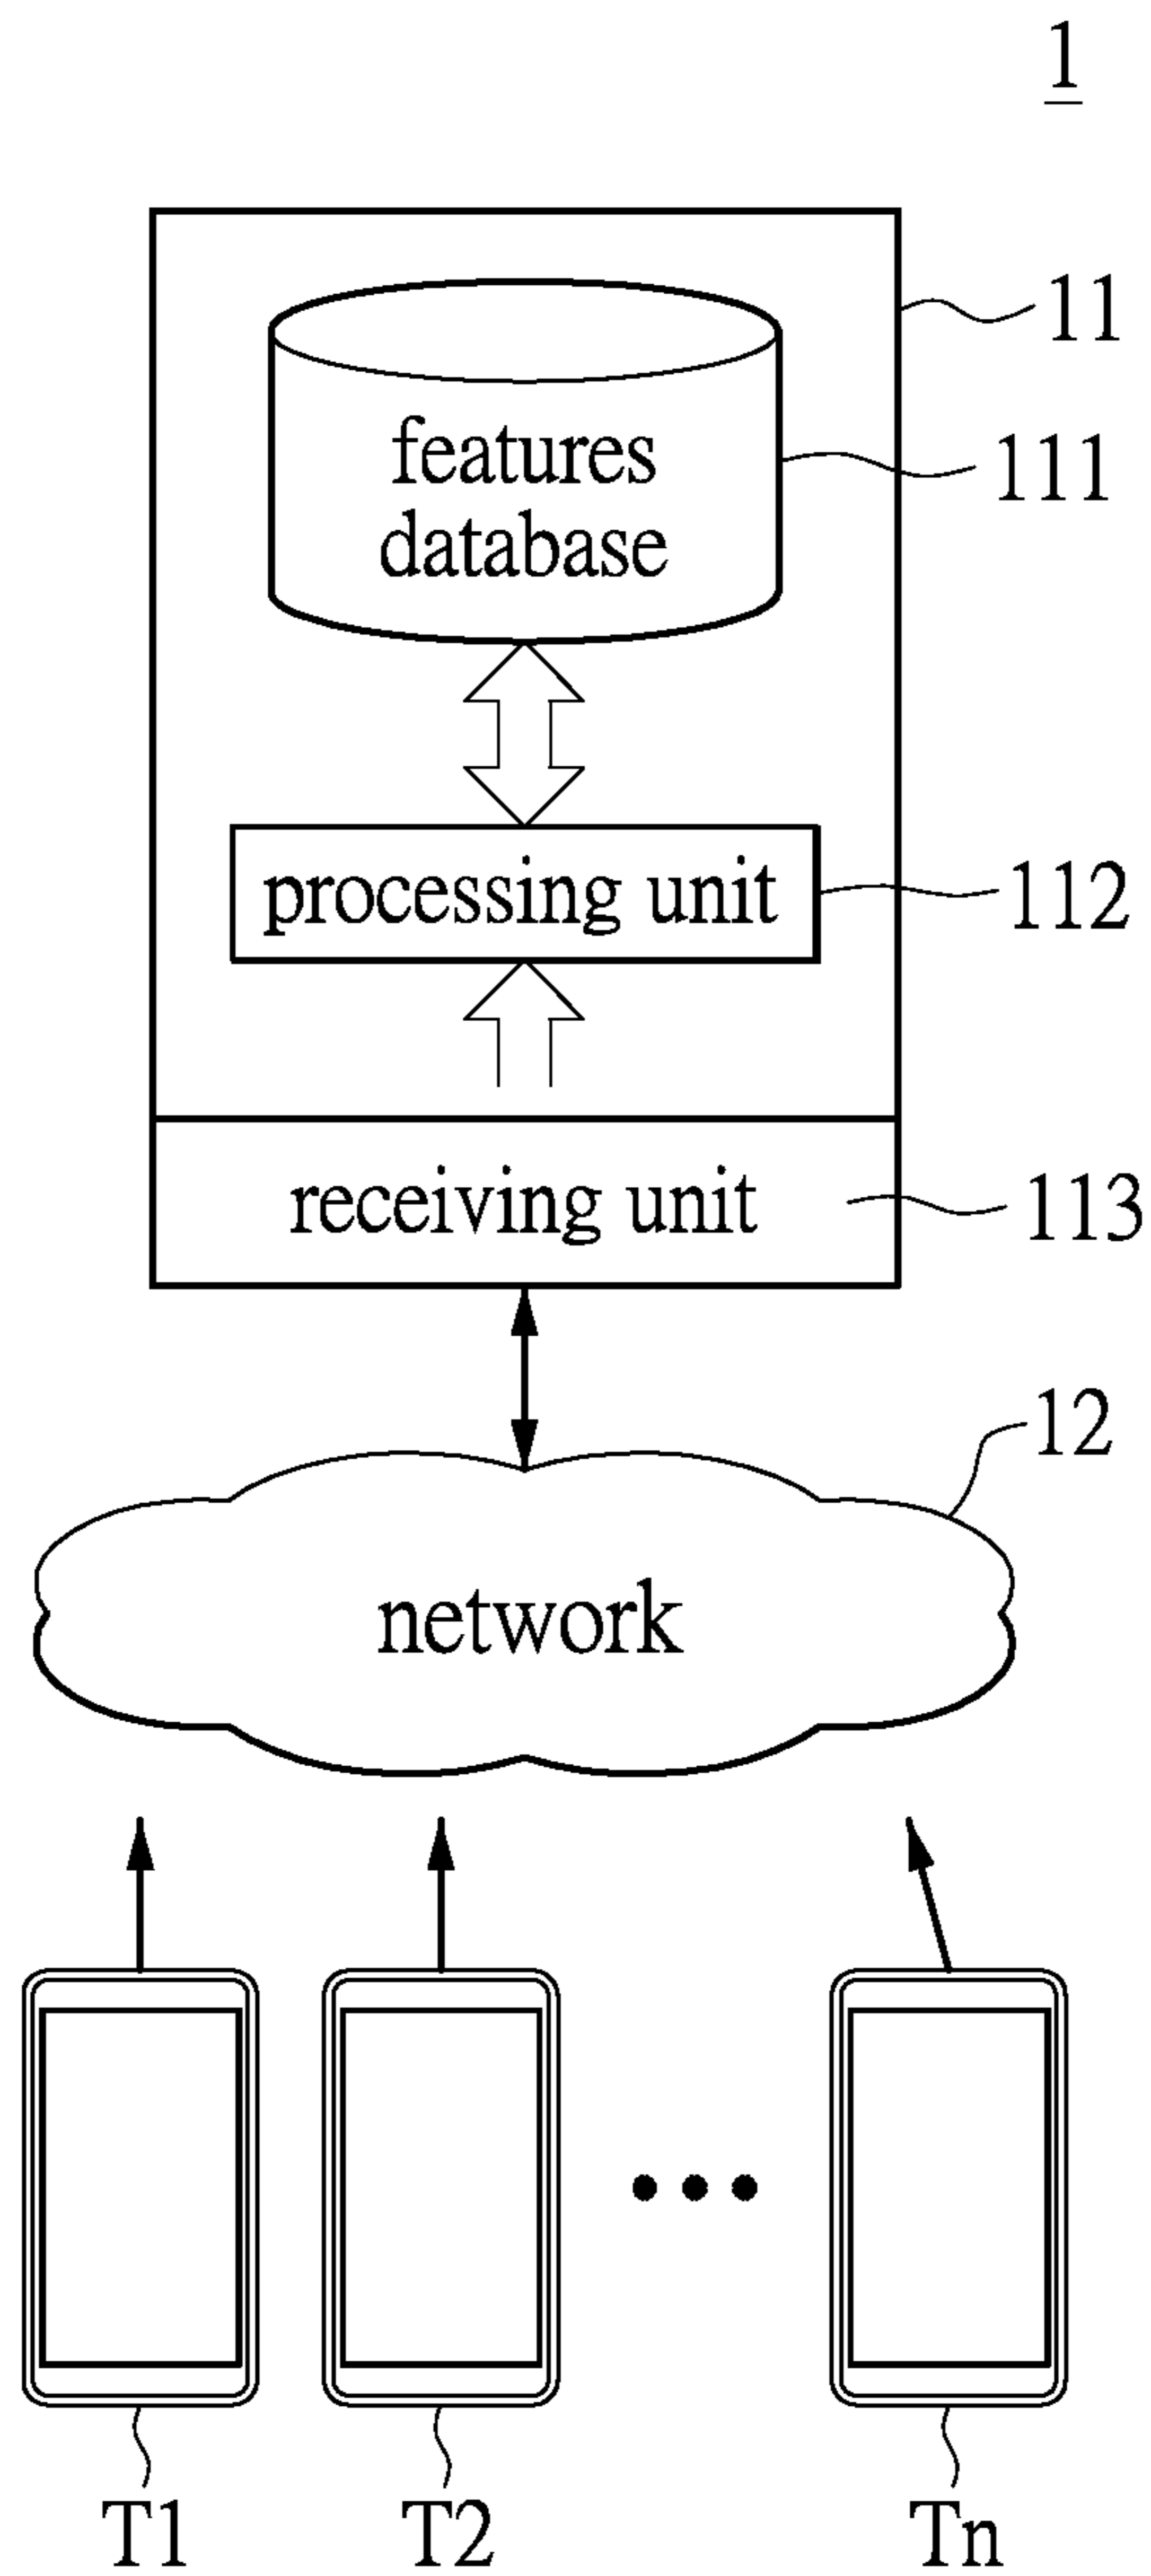 1
11
features
111
database
processing unit
112
receiving unit
113
12
network
T1
T2
Tn